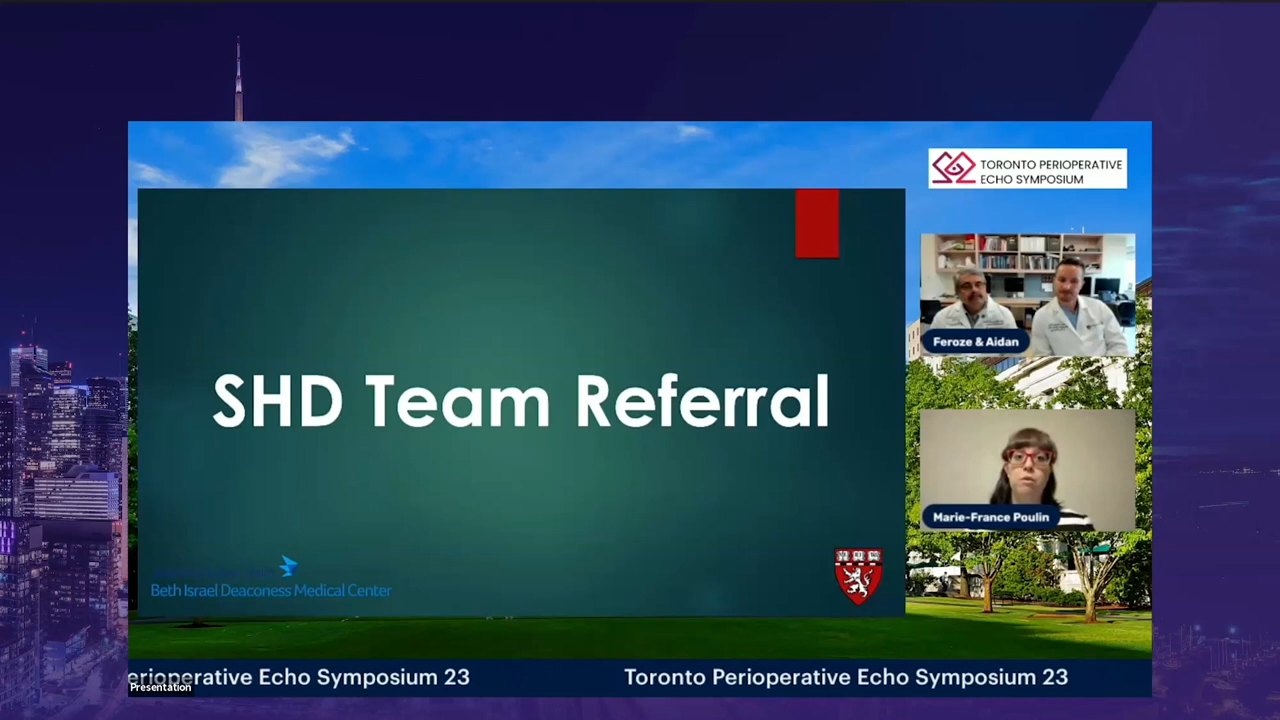 TORONTO PERIOPERATIVE
ECHO SYMPOSIUM
Feroze & Aidan
SHD Team Referral
Marie-France Poulin
Beth Israel Deaconess Medical Center
erioperative Echo Symposium 23
Toronto Perioperative Echo Symposium 23
Presentation